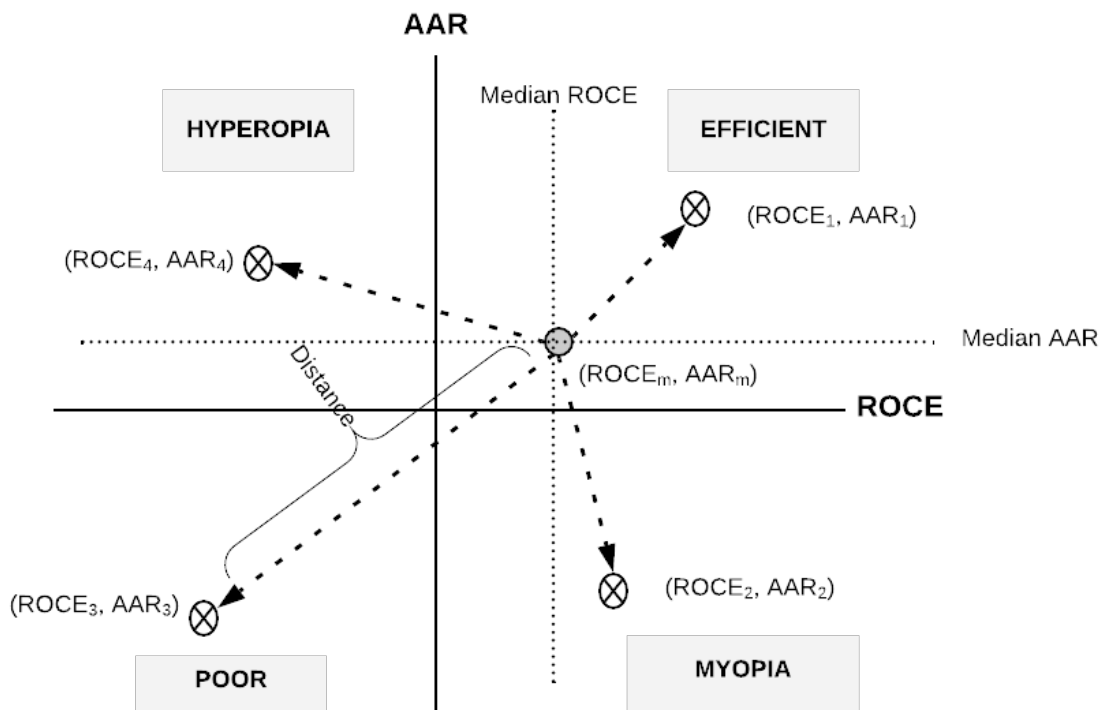 AAR
Median ROCE
HYPEROPIA
EFFICIENT
(ROCE₁, AAR₁)
(ROCE₄, AAR₄)
Median AAR
Distance
(ROCEₘ, AARₘ)
ROCE
(ROCE₂, AAR₂)
(ROCE₃, AAR₃)
MYOPIA
POOR